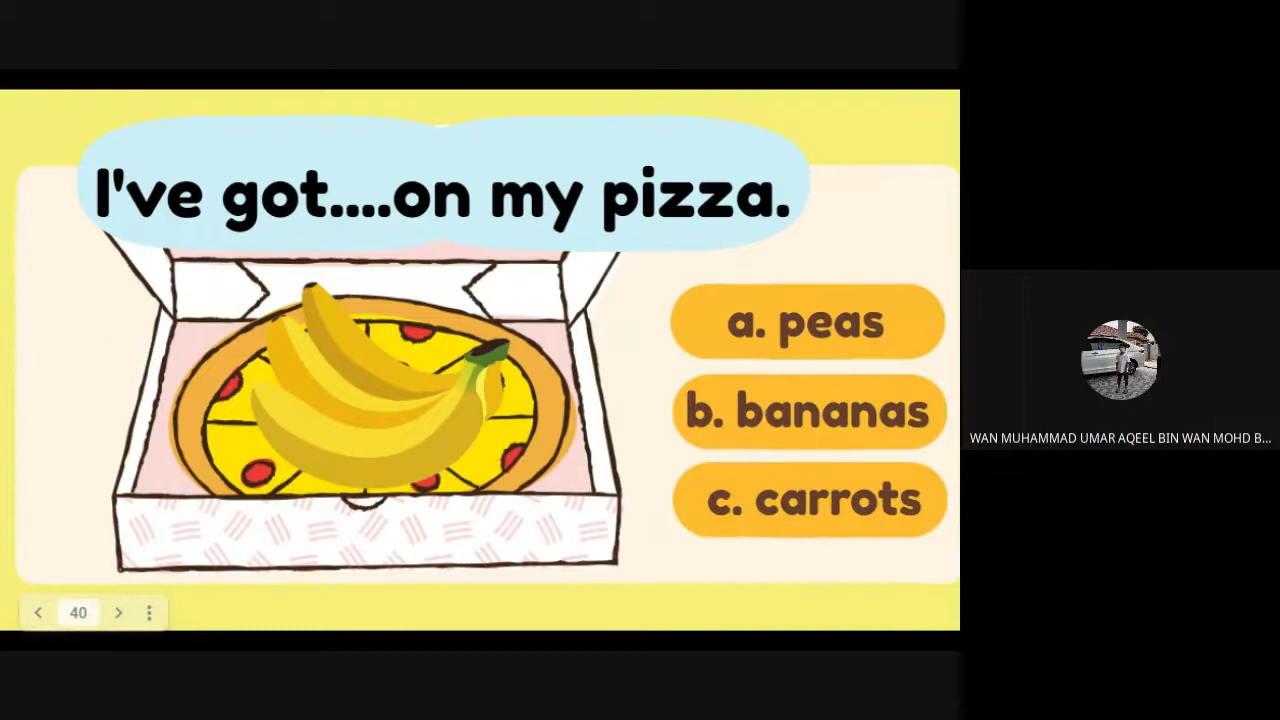 I've got....on my pizza.
a. peas
b. bananas
c. carrots
WAN MUHAMMAD UMAR AQEEL BIN WAN MOHD B...
40